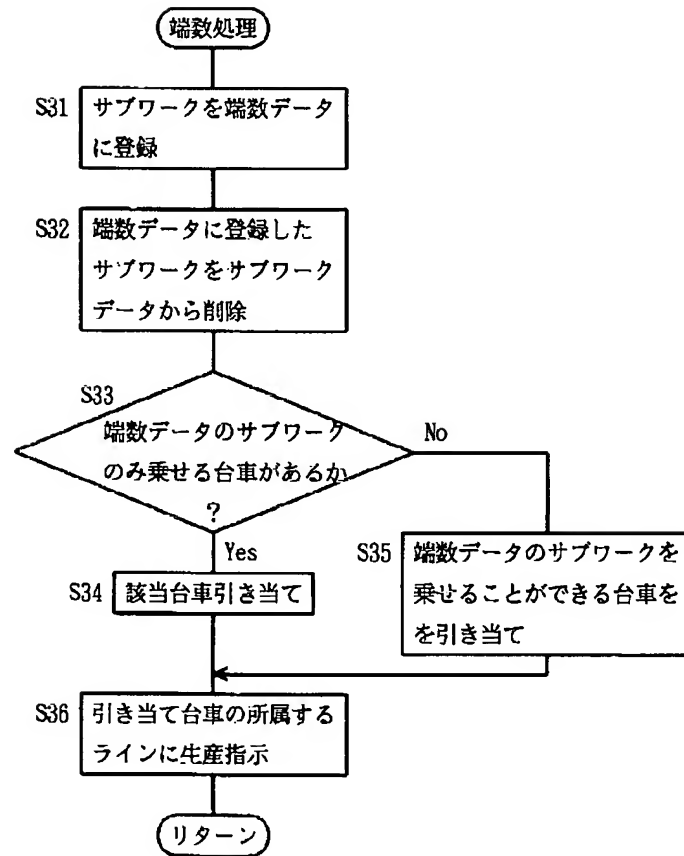 端数処理
S31
サブワークを端数データ
に登録
S32
端数データに登録した
サブワークをサブワーク
データから削除
S33
端数データのサブワーク
のみ乗せる台車があるか
？
No
Yes
S34
該当台車引き当て
S35
端数データのサブワークを
乗せることができる台車を
を引き当て
S36
引き当て台車の所属する
ラインに生産指示
リターン